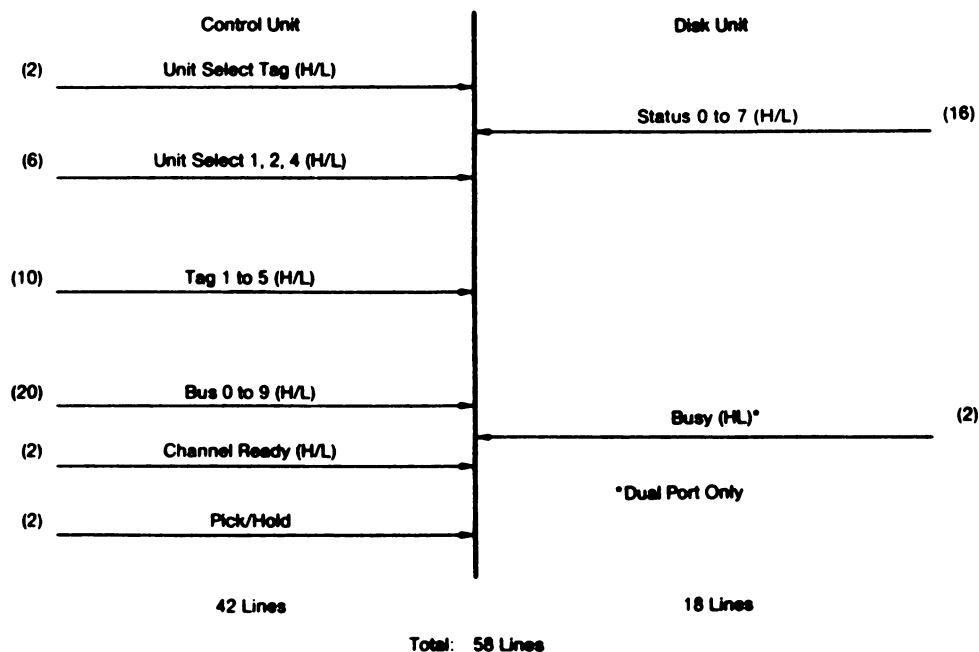 Control Unit
Disk Unit
(2) Unit Select Tag (H/L)
Status 0 to 7 (H/L) (16)
(6) Unit Select 1, 2, 4 (H/L)
(10) Tag 1 to 5 (H/L)
(20) Bus 0 to 9 (H/L)
Busy (HL)* (2)
(2) Channel Ready (H/L)
*Dual Port Only
(2) Pick/Hold
42 Lines
18 Lines
Total: 58 Lines